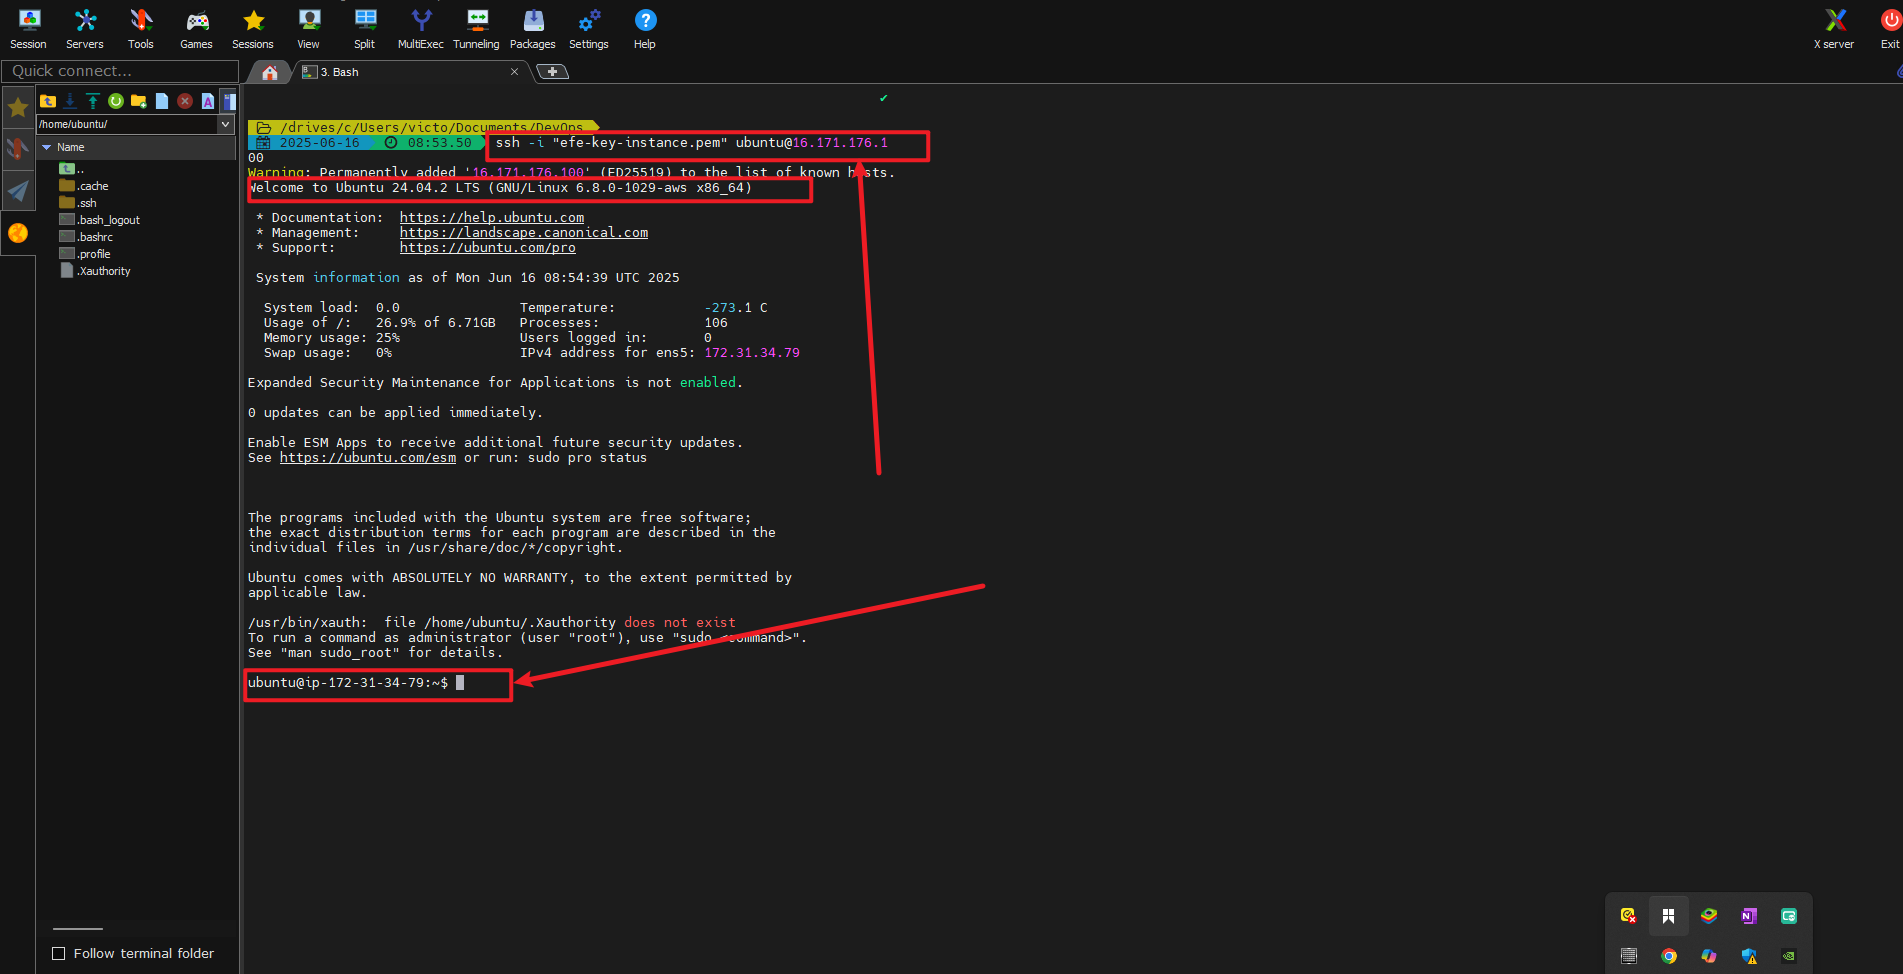 Session Servers Tools Games Sessions View Split MultiExec Tunneling Packages Settings Help X server Exit
Quick connect...
3. Bash
/home/ubuntu/
Name
..
.cache
.ssh
.bash_logout
.bashrc
.profile
.Xauthority
Follow terminal folder
/drives/c/Users/victo/Documents/DevOps
2025-06-16 08:53.50 ssh -i "efe-key-instance.pem" ubuntu@16.171.176.1
00
Warning: Permanently added '16.171.176.100' (ED25519) to the list of known hosts.
Welcome to Ubuntu 24.04.2 LTS (GNU/Linux 6.8.0-1029-aws x86_64)
* Documentation: https://help.ubuntu.com
* Management: https://landscape.canonical.com
* Support: https://ubuntu.com/pro
System information as of Mon Jun 16 08:54:39 UTC 2025
System load: 0.0 Temperature: -273.1 C
Usage of /: 26.9% of 6.71GB Processes: 106
Memory usage: 25% Users logged in: 0
Swap usage: 0% IPv4 address for ens5: 172.31.34.79
Expanded Security Maintenance for Applications is not enabled.
0 updates can be applied immediately.
Enable ESM Apps to receive additional future security updates.
See https://ubuntu.com/esm or run: sudo pro status
The programs included with the Ubuntu system are free software;
the exact distribution terms for each program are described in the
individual files in /usr/share/doc/*/copyright.
Ubuntu comes with ABSOLUTELY NO WARRANTY, to the extent permitted by
applicable law.
/usr/bin/xauth: file /home/ubuntu/.Xauthority does not exist
To run a command as administrator (user "root"), use "sudo <command>".
See "man sudo_root" for details.
ubuntu@ip-172-31-34-79:~$